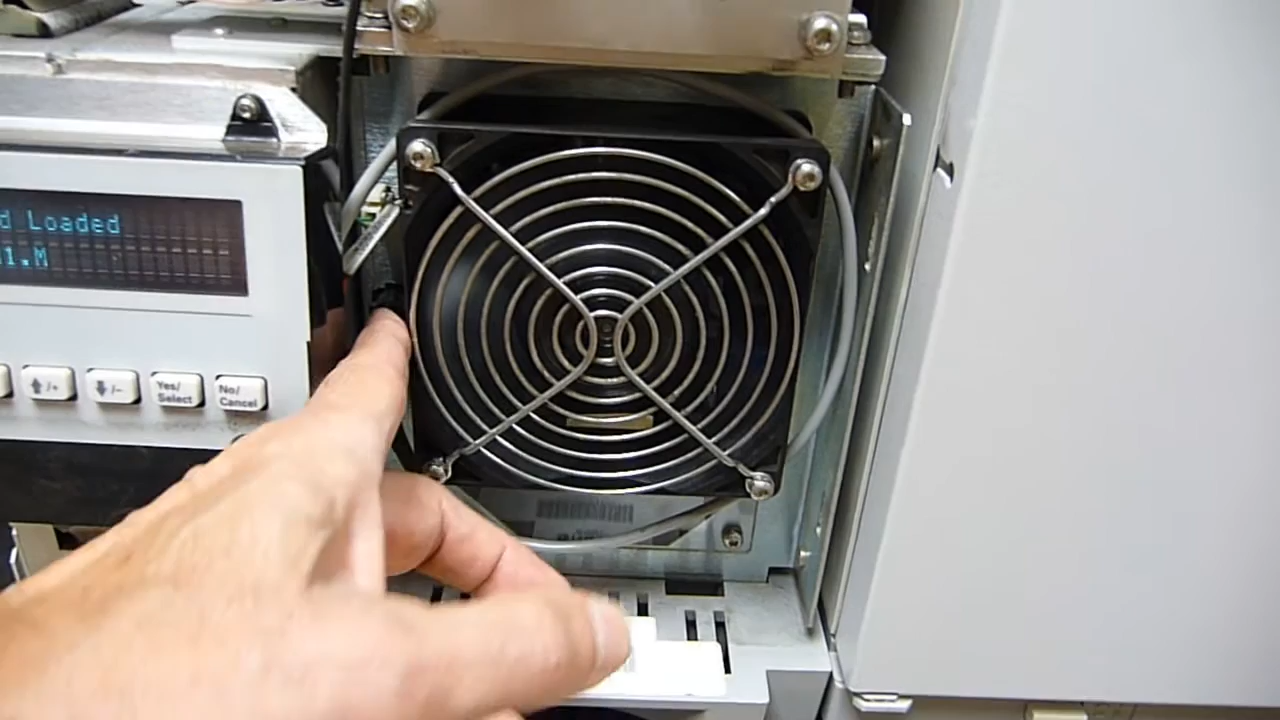 d Loaded
1.M
⬆/+
⬇/-
Yes/
Select
No/
Cancel